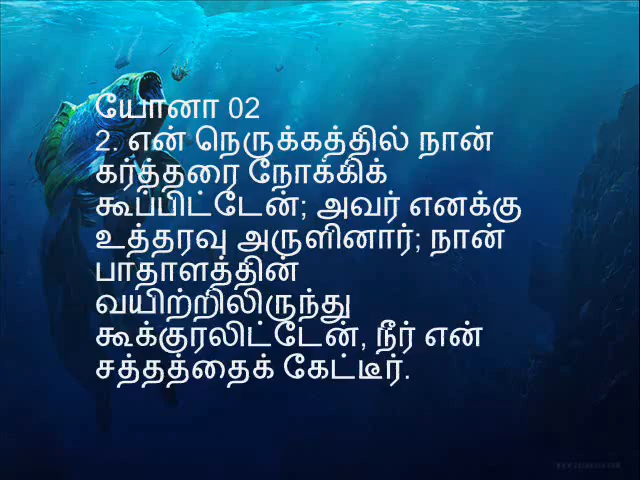 யோனா 02
2. என் நெருக்கத்தில் நான்
கர்த்தரை நோக்கிக்
கூப்பிட்டேன்; அவர் எனக்கு
உத்தரவு அருளினார்; நான்
பாதாளத்தின்
வயிற்றிலிருந்து
கூக்குரலிட்டேன், நீர் என்
சத்தத்தைக் கேட்டீர்.